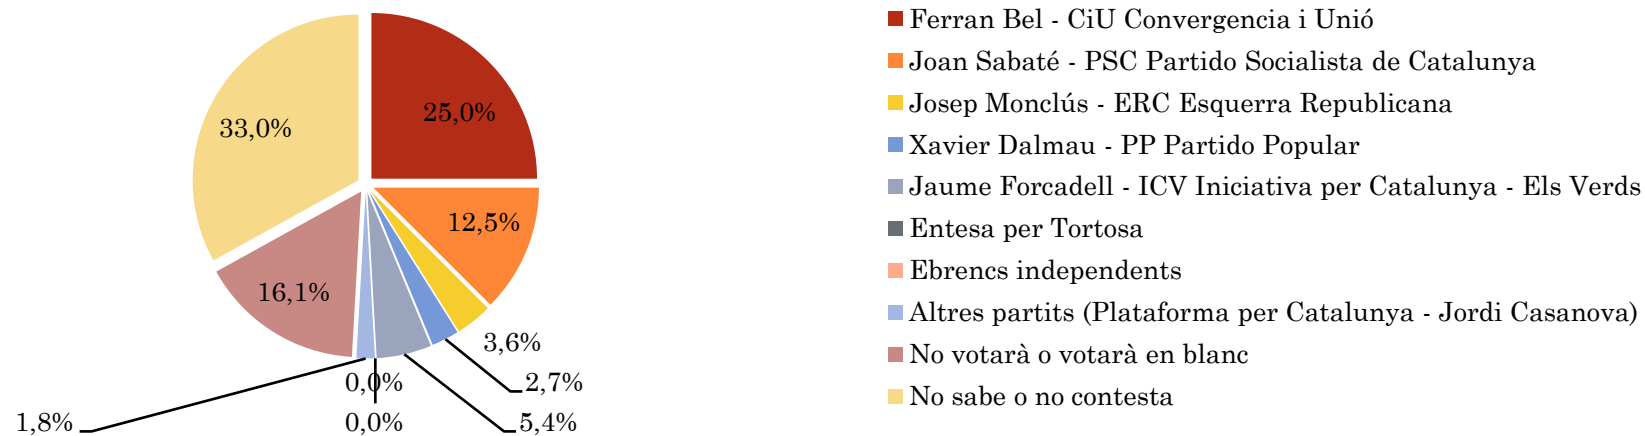 33,0%
25,0%
12,5%
16,1%
3,6%
0,0%
2,7%
1,8%
0,0%
5,4%
Ferran Bel - CiU Convergencia i Unió
Joan Sabaté - PSC Partido Socialista de Catalunya
Josep Monclús - ERC Esquerra Republicana
Xavier Dalmau - PP Partido Popular
Jaume Forcadell - ICV Iniciativa per Catalunya - Els Verds
Entesa per Tortosa
Ebrencs independents
Altres partits (Plataforma per Catalunya - Jordi Casanova)
No votarà o votarà en blanc
No sabe o no contesta